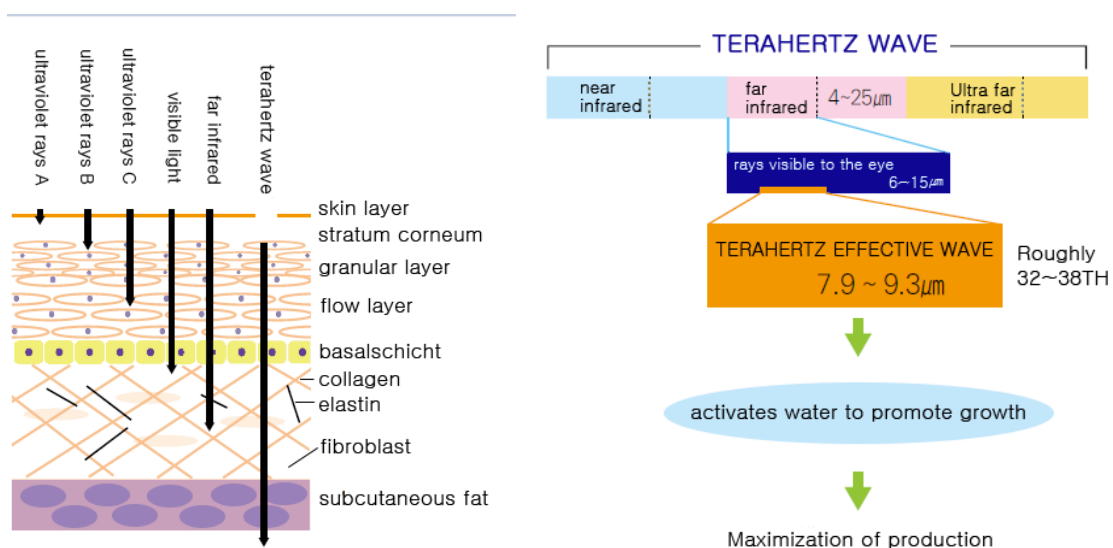 ultraviolet rays A
ultraviolet rays B
ultraviolet rays C
visible light
far infrared
terahertz wave
skin layer
stratum corneum
granular layer
flow layer
basalschicht
collagen
elastin
fibroblast
subcutaneous fat
TERAHERTZ WAVE
near
infrared
far
infrared
4~25㎛
Ultra far
infrared
rays visible to the eye
6~15㎛
TERAHERTZ EFFECTIVE WAVE
7.9 ~ 9.3㎛
Roughly
32~38TH
activates water to promote growth
Maximization of production